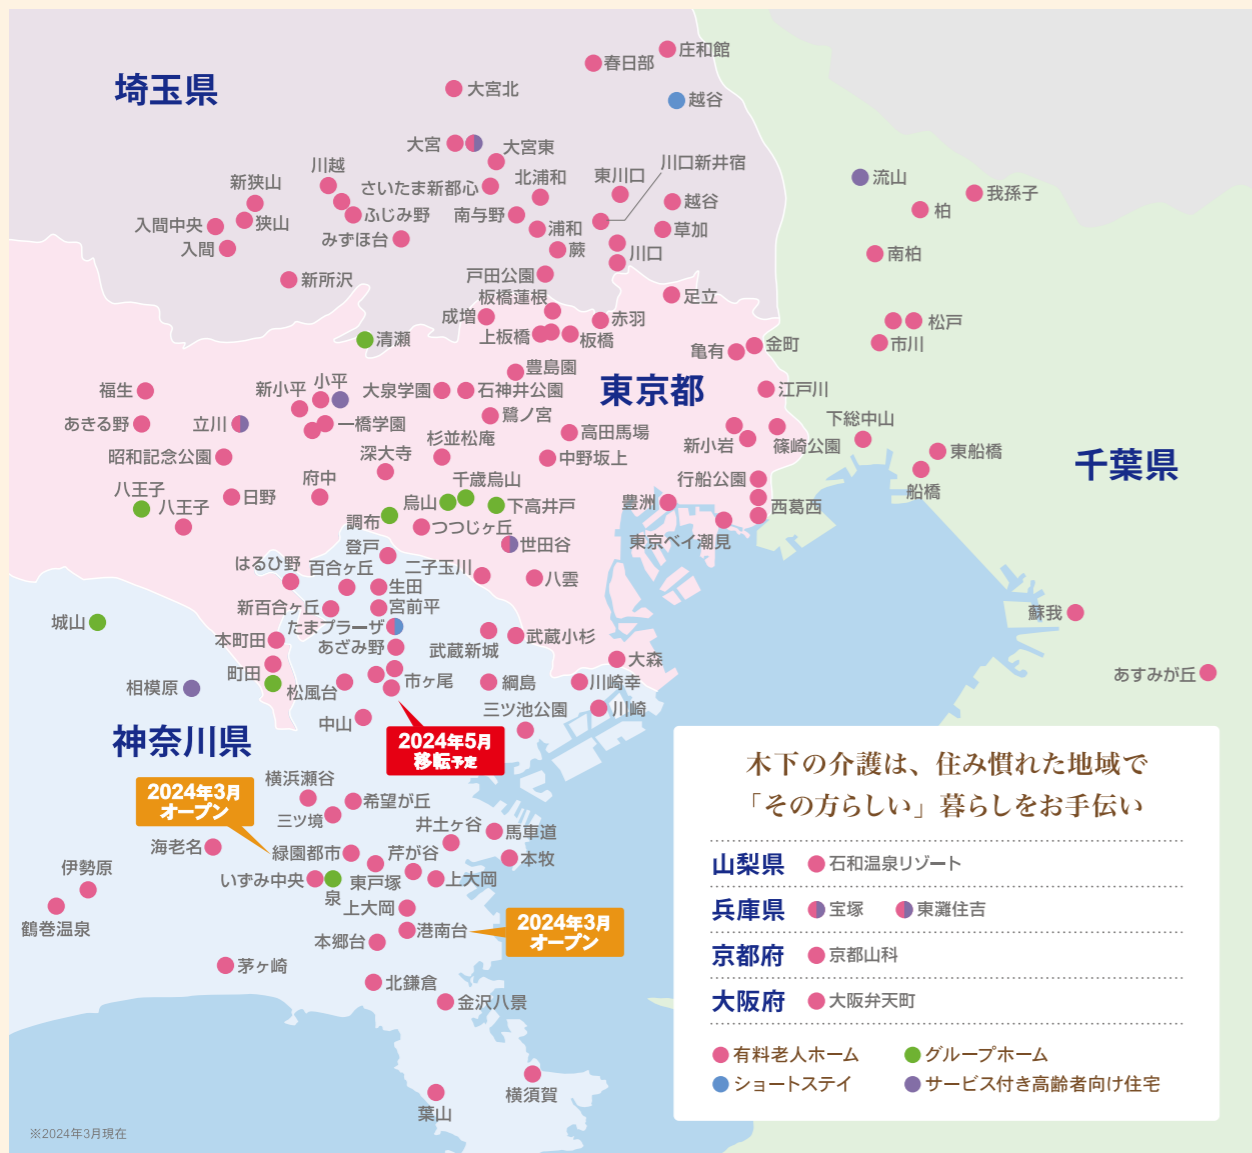 埼玉県
庄和館
春日部
大宮北
越谷
大宮
大宮東
川口新井宿
川越
さいたま新都心
北浦和
東川口
流山
新狭山
我孫子
越谷
柏
入間中央
狭山
ふじみ野
南与野
浦和
草加
みずほ台
入間
蕨
川口
南柏
新所沢
戸田公園
板橋蓮根
足立
成増
赤羽
松戸
清瀬
上板橋
板橋
亀有
金町
市川
豊島園
東京都
福生
新小平
小平
大泉学園
石神井公園
江戸川
鷺ノ宮
下総中山
あきる野
立川
一橋学園
杉並松庵
高田馬場
新小岩
篠崎公園
東船橋
千葉県
昭和記念公園
深大寺
中野坂上
船橋
八王子
八王子
日野
府中
千歳烏山
行船公園
烏山
下高井戸
豊洲
西葛西
調布
つつじヶ丘
東京ベイ潮見
登戸
世田谷
はるひ野
百合ヶ丘
二子玉川
生田
八雲
新百合ヶ丘
宮前平
蘇我
城山
たまプラーザ
本町田
あざみ野
武蔵新城
武蔵小杉
大森
町田
あすみが丘
相模原
松風台
市ヶ尾
綱島
川崎幸
中山
三ツ池公園
川崎
神奈川県
2024年5月
移転予定
横浜瀬谷
2024年3月
オープン
希望が丘
三ツ境
井土ヶ谷
馬車道
海老名
緑園都市
芹が谷
本牧
伊勢原
いずみ中央
泉
東戸塚
上大岡
鶴巻温泉
上大岡
港南台
2024年3月
オープン
本郷台
茅ヶ崎
北鎌倉
金沢八景
横須賀
葉山
木下の介護は、住み慣れた地域で
「その方らしい」暮らしをお手伝い
山梨県 石和温泉リゾート
兵庫県 宝塚 東灘住吉
京都府 京都山科
大阪府 大阪弁天町
有料老人ホーム グループホーム
ショートステイ サービス付き高齢者向け住宅
※2024年3月現在